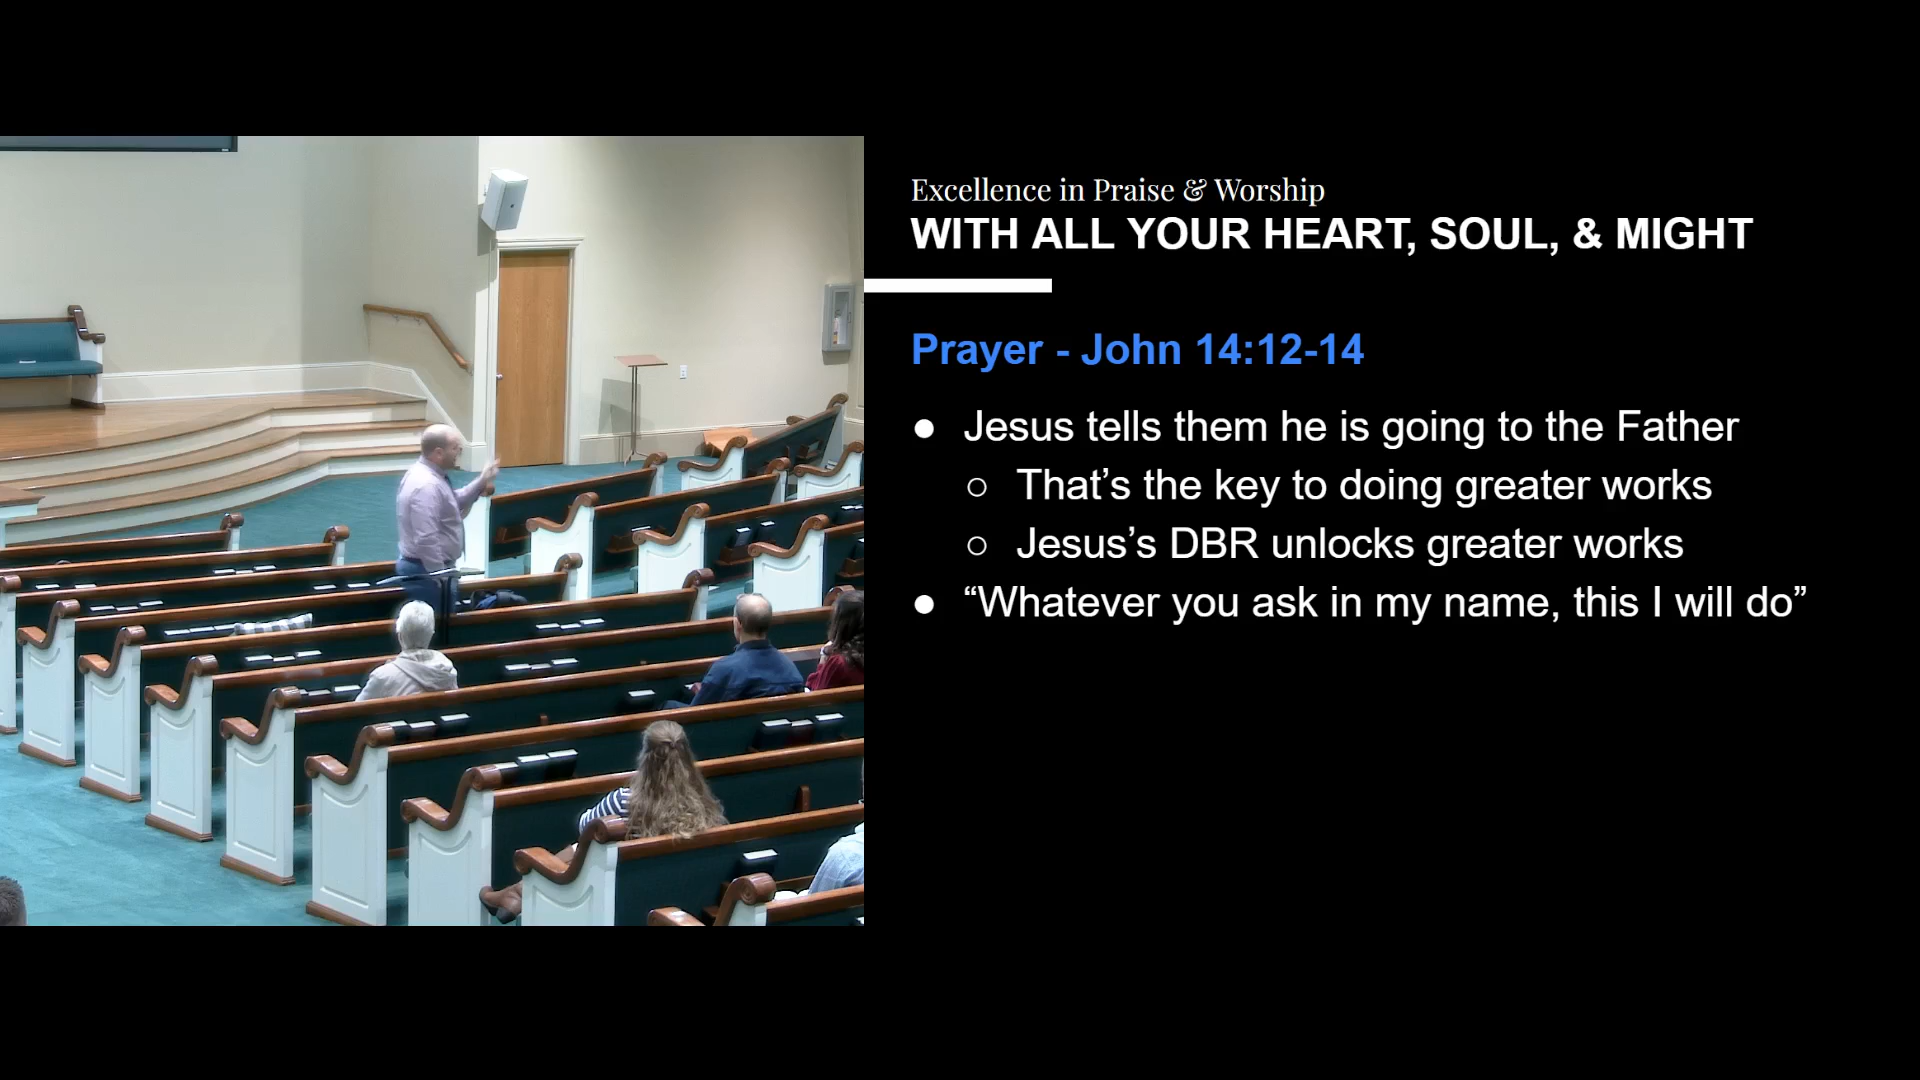 Excellence in Praise & Worship
WITH ALL YOUR HEART, SOUL, & MIGHT
Prayer - John 14:12-14
● Jesus tells them he is going to the Father
○ That’s the key to doing greater works
○ Jesus’s DBR unlocks greater works
● “Whatever you ask in my name, this I will do”